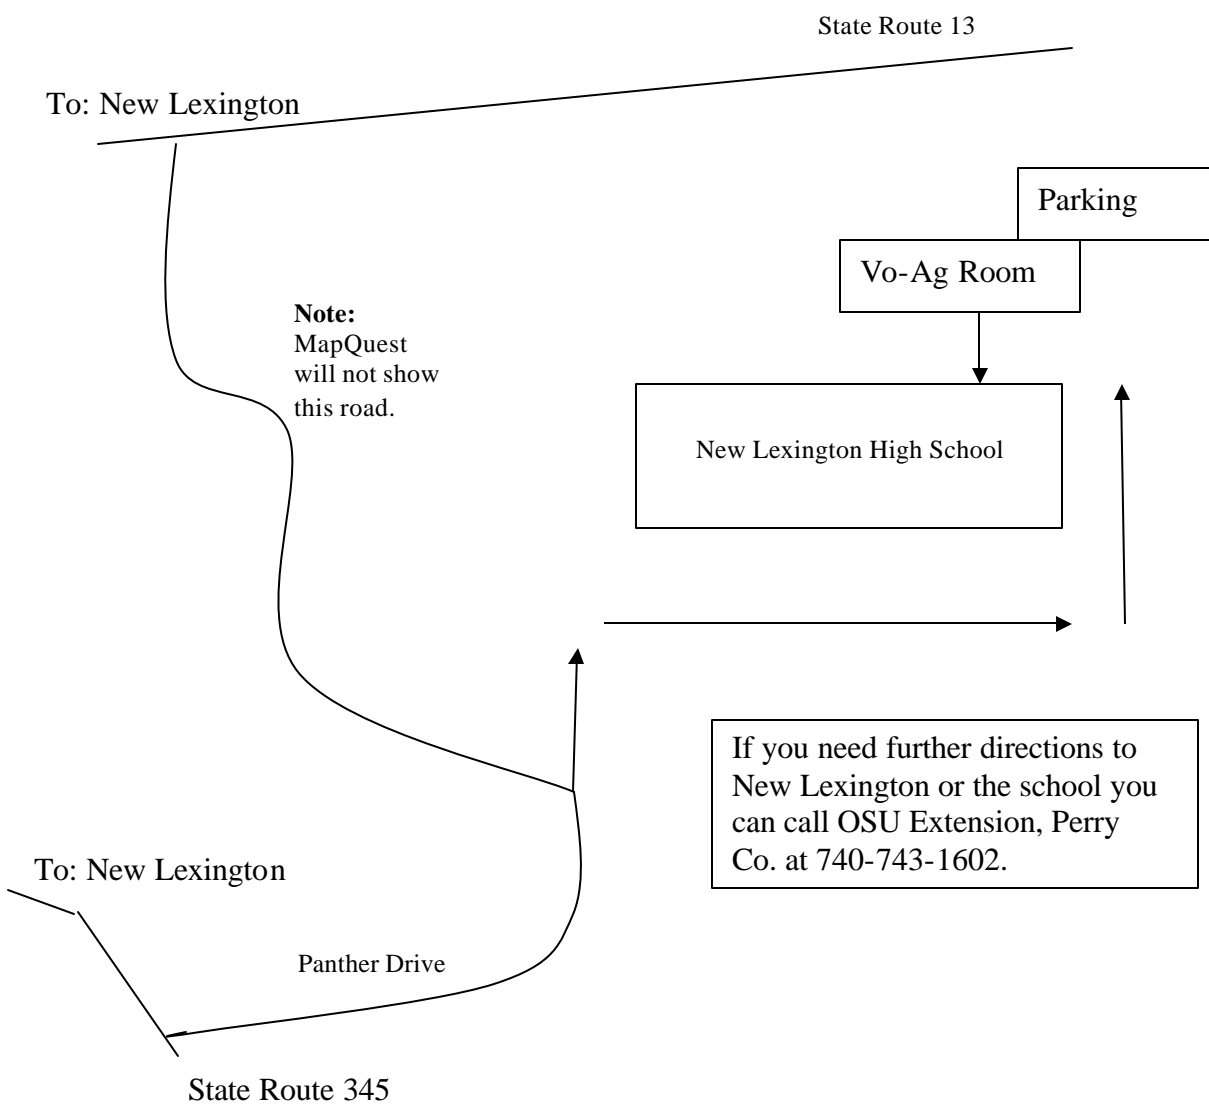 State Route 13
To: New Lexington
Parking
Vo-Ag Room
Note:
MapQuest
will not show
this road.
New Lexington High School
If you need further directions to
New Lexington or the school you
can call OSU Extension, Perry
Co. at 740-743-1602.
To: New Lexington
Panther Drive
State Route 345